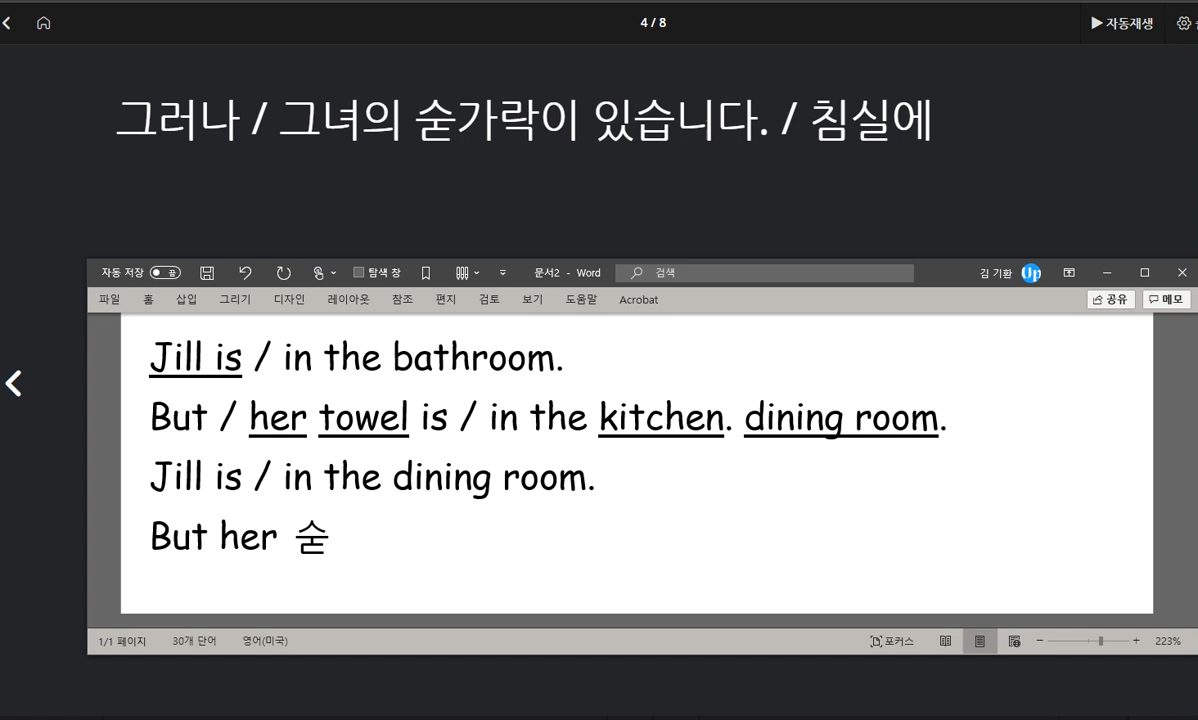 4 / 8
▶ 자동재생
그러나 / 그녀의 숟가락이 있습니다. / 침실에
자동 저장 끔 탐색 창 문서2 - Word 검색 김 기환 Up
파일 홈 삽입 그리기 디자인 레이아웃 참조 편지 검토 보기 도움말 Acrobat 공유 메모
Jill is / in the bathroom.
But / her towel is / in the kitchen. dining room.
Jill is / in the dining room.
But her 숟
1/1 페이지 30개 단어 영어(미국) 포커스 - + 223%